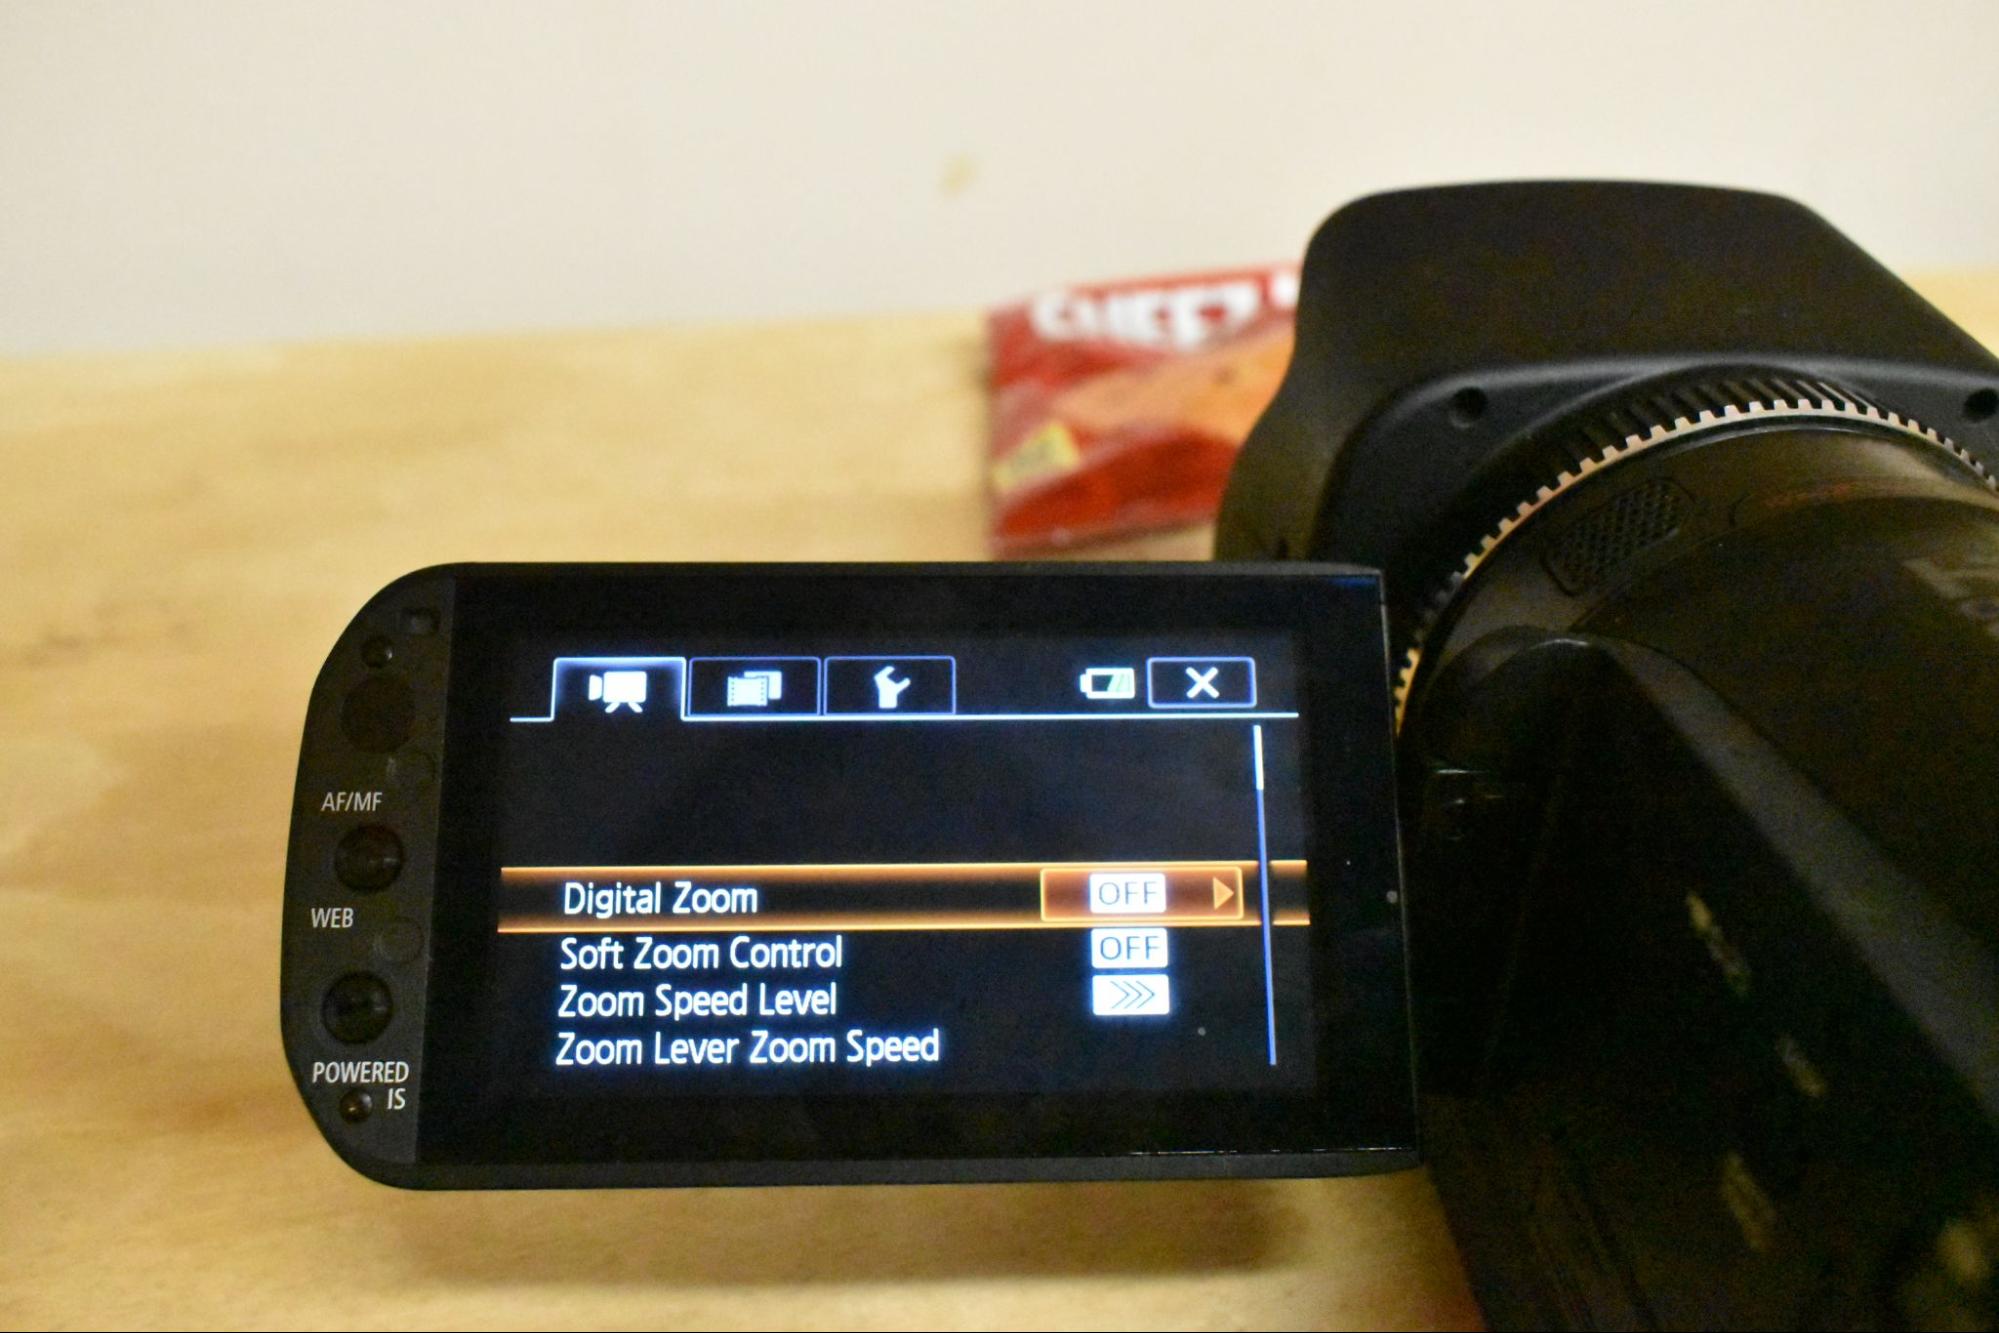 Digital Zoom OFF
Soft Zoom Control OFF
Zoom Speed Level >>>
Zoom Lever Zoom Speed
AF/MF
WEB
POWERED
IS